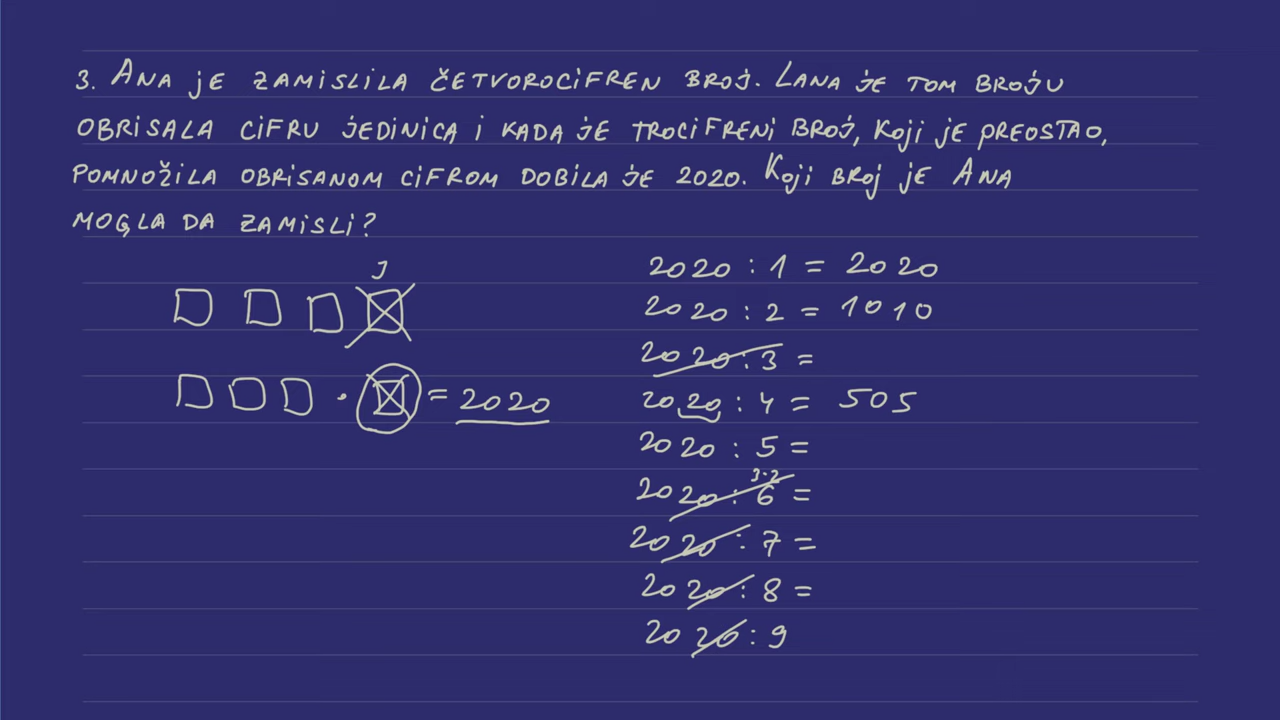 3. ANA JE ZAMISLILA ČETVOROCIFREN BROJ. LANA JE TOM BROJU
OBRISALA CIFRU JEDINICA I KADA JE TROCIFRENI BROJ, KOJI JE PREOSTAO,
POMNOŽILA OBRISANOM CIFROM DOBILA JE 2020. KOJI BROJ JE ANA
MOGLA DA ZAMISLI?
J
· = 2020
2020 : 1 = 2020
2020 : 2 = 1010
2020 : 3 =
2020 : 4 = 505
2020 : 5 =
3·2
2020 : 6 =
2020 : 7 =
2020 : 8 =
2020 : 9